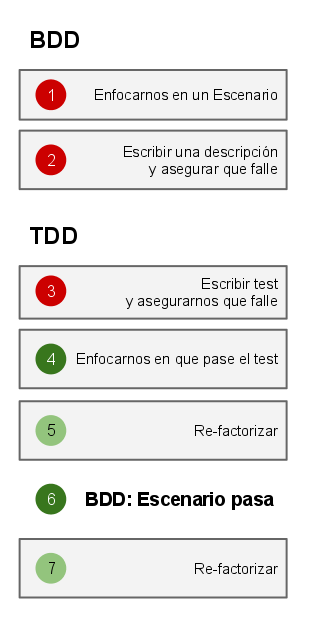 BDD
1 Enfocarnos en un Escenario
2 Escribir una descripción
y asegurar que falle
TDD
3 Escribir test
y asegurarnos que falle
4 Enfocarnos en que pase el test
5 Re-factorizar
6 BDD: Escenario pasa
7 Re-factorizar